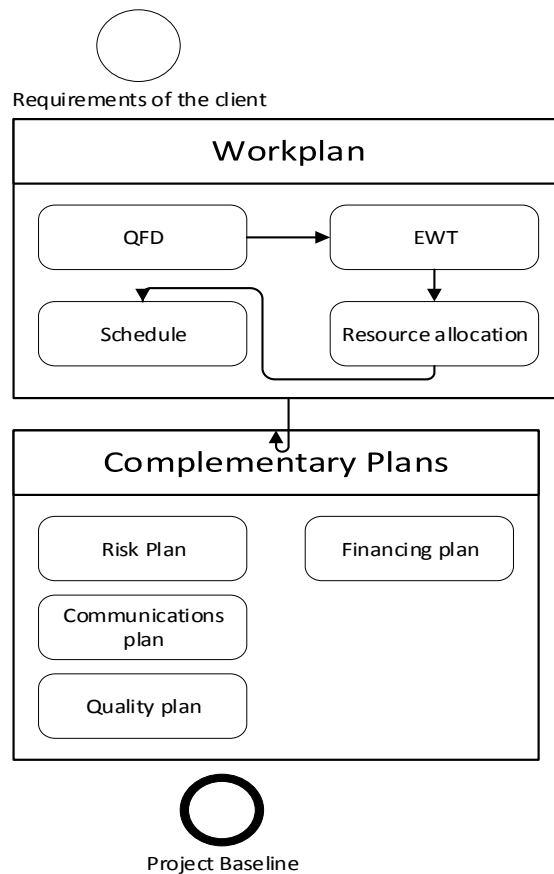 Requirements of the client
Workplan
QFD
EWT
Schedule
Resource allocation
Complementary Plans
Risk Plan
Financing plan
Communications
plan
Quality plan
Project Baseline